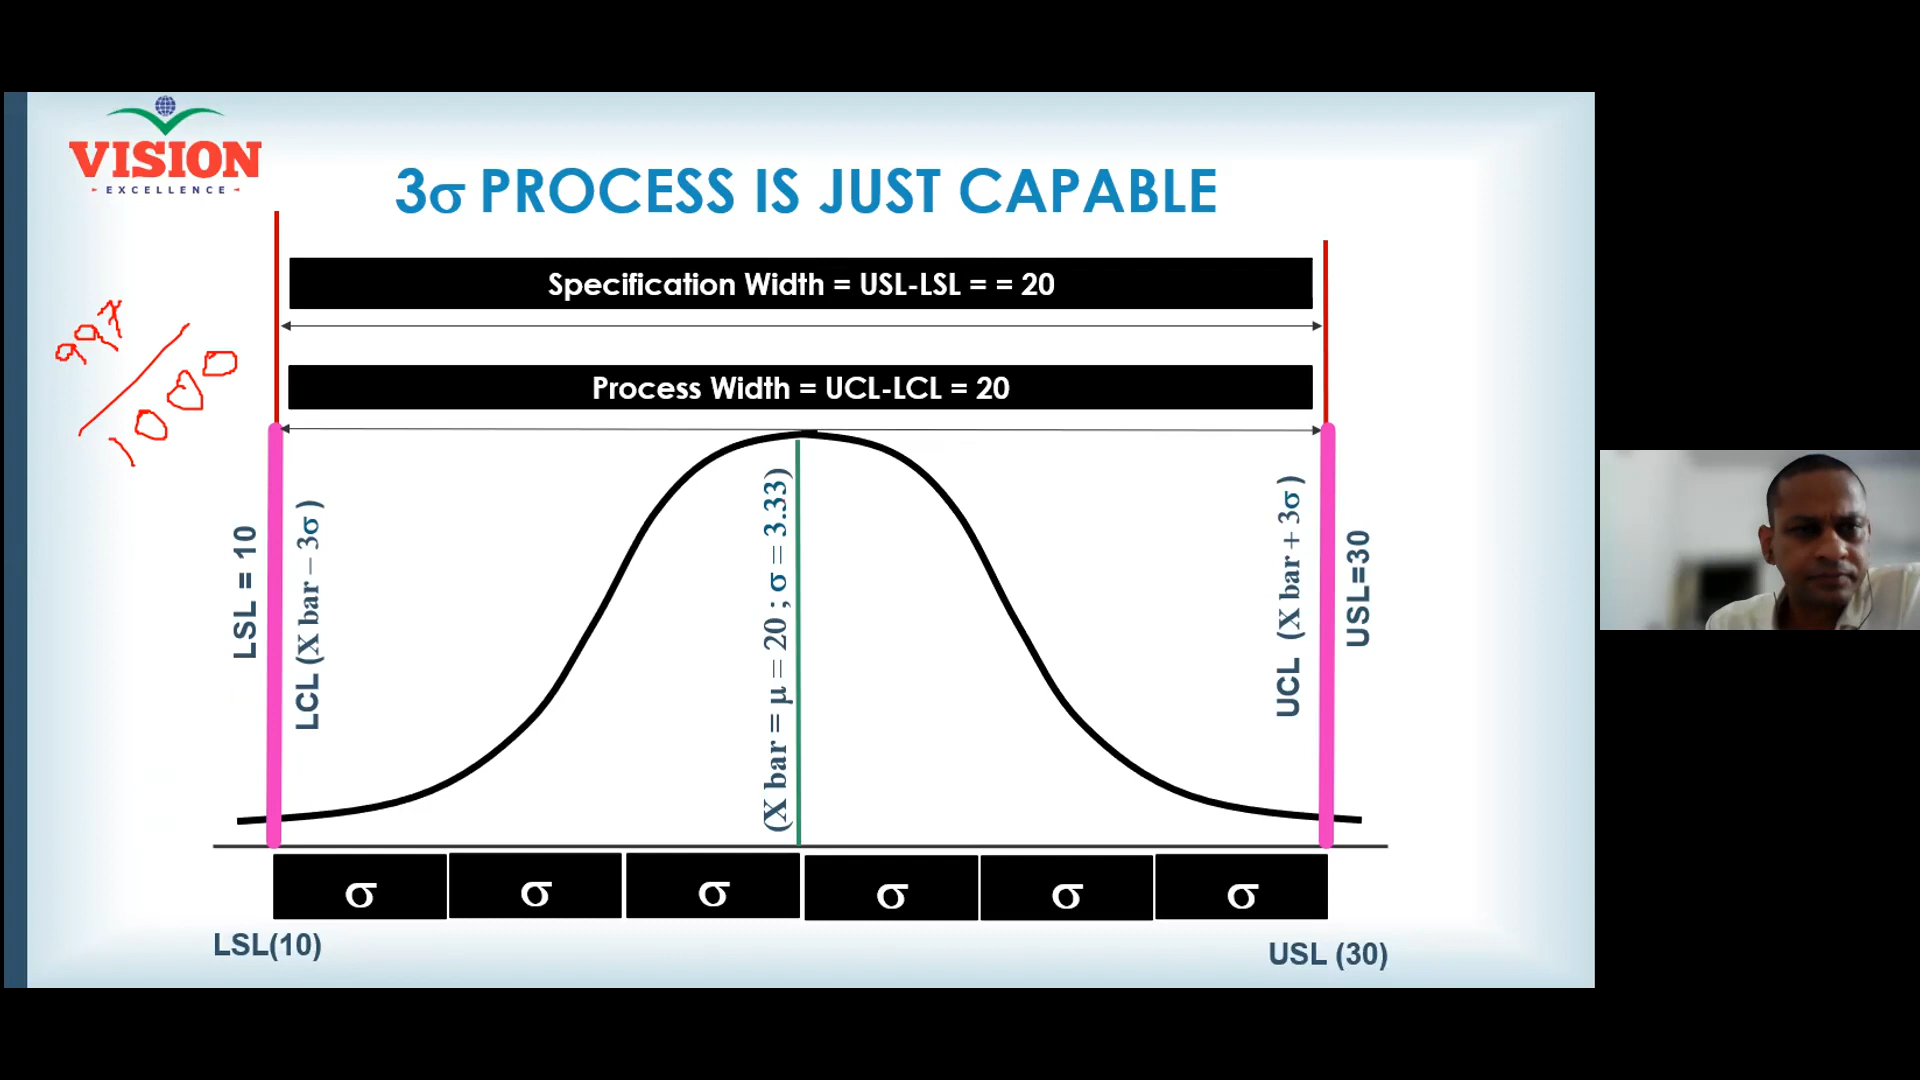 VISION
EXCELLENCE
3σ PROCESS IS JUST CAPABLE
Specification Width = USL-LSL = = 20
Process Width = UCL-LCL = 20
1000
LSL = 10
LCL (X bar – 3σ )
(X bar = µ = 20 ; σ = 3.33)
UCL (X bar + 3σ )
USL=30
σ σ σ σ σ σ
LSL(10)
USL (30)